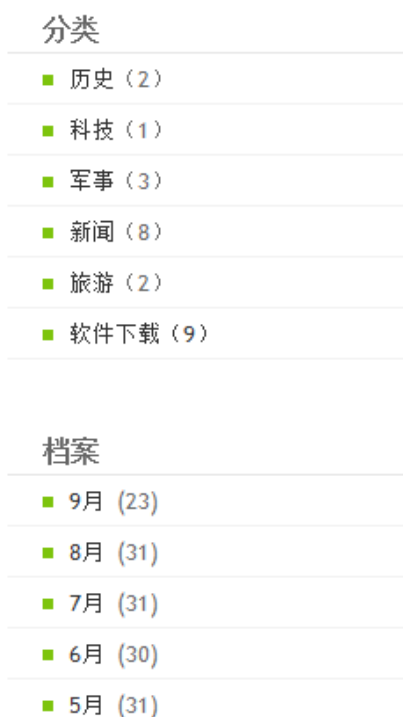 分类
历史（2）
科技（1）
军事（3）
新闻（8）
旅游（2）
软件下载（9）
档案
9月 (23)
8月 (31)
7月 (31)
6月 (30)
5月 (31)